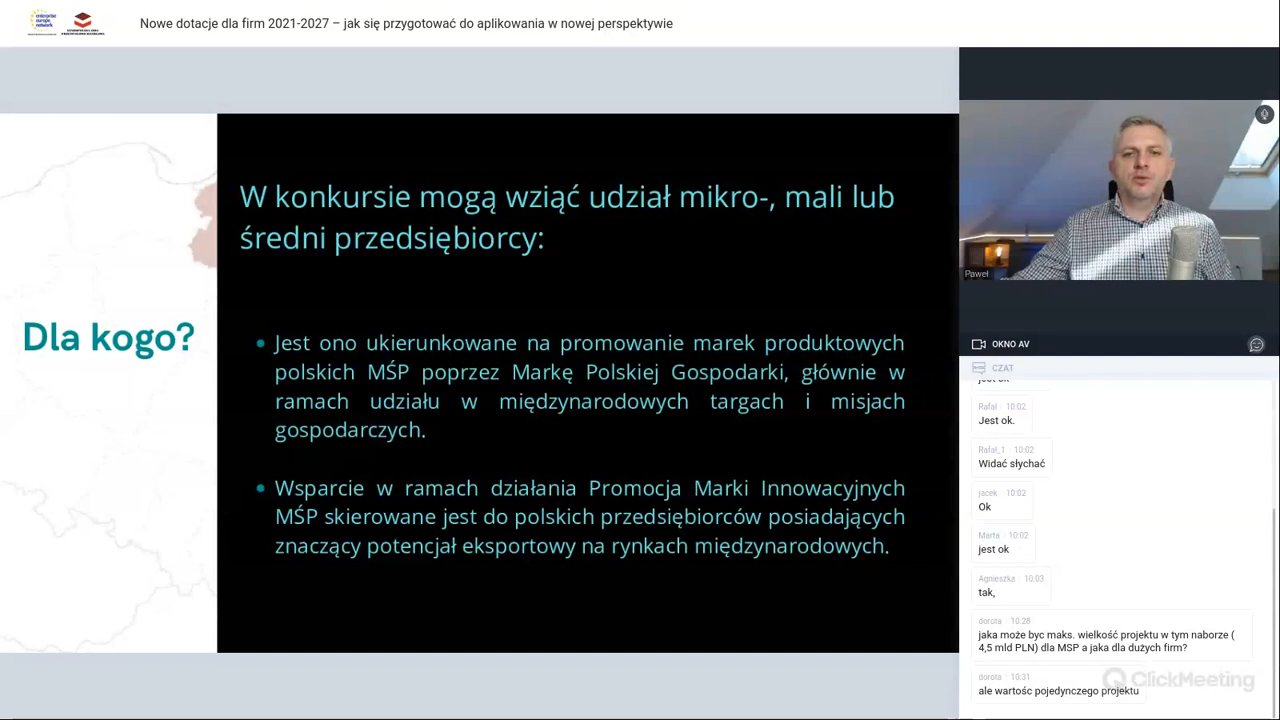 enterprise
europe
network
Nowe dotacje dla firm 2021-2027 – jak się przygotować do aplikowania w nowej perspektywie
Dla kogo?
W konkursie mogą wziąć udział mikro-, mali lub
średni przedsiębiorcy:
Jest ono ukierunkowane na promowanie marek produktowych
polskich MŚP poprzez Markę Polskiej Gospodarki, głównie w
ramach udziału w międzynarodowych targach i misjach
gospodarczych.
Wsparcie w ramach działania Promocja Marki Innowacyjnych
MŚP skierowane jest do polskich przedsiębiorców posiadających
znaczący potencjał eksportowy na rynkach międzynarodowych.
Paweł
OKNO AV
CZAT
jest ok
Rafał 10:02
Jest ok.
Rafał_1 10:02
Widać słychać
jacek 10:02
Ok
Marta 10:02
jest ok
Agnieszka 10:03
tak,
dorota 10:28
jaka może byc maks. wielkość projektu w tym naborze (
4,5 mld PLN) dla MSP a jaka dla dużych firm?
dorota 10:31
ale wartośc pojedynczego projektu
ClickMeeting